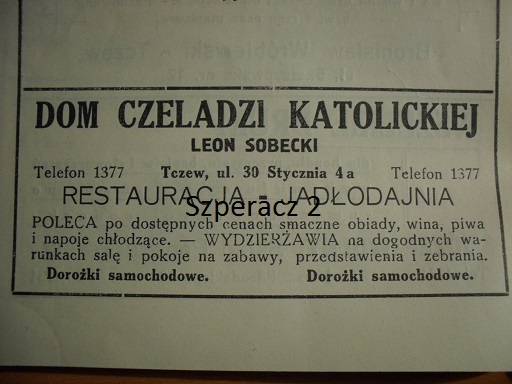 DOM CZELADZI KATOLICKIEJ
LEON SOBECKI
Telefon 1377 Tczew, ul. 30 Stycznia 4a Telefon 1377
RESTAURACJA - JADŁODAJNIA
Szperacz 2
POLECA po dostępnych cenach smaczne obiady, wina, piwa
i napoje chłodzące. — WYDZIERŻAWIA na dogodnych wa-
runkach salę i pokoje na zabawy, przedstawienia i zebrania.
Dorożki samochodowe. Dorożki samochodowe.